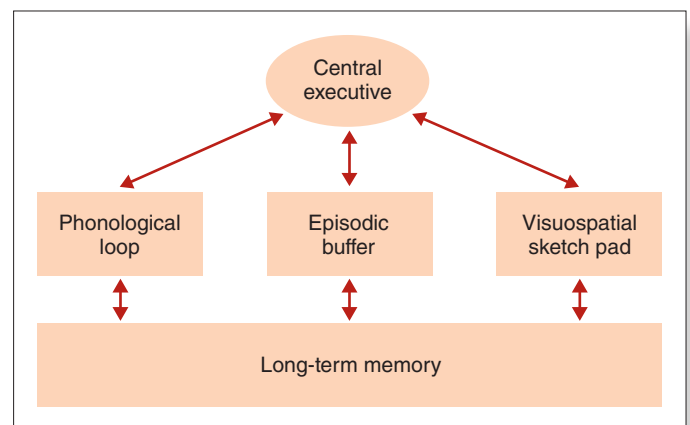 Central
executive
Phonological
loop
Episodic
buffer
Visuospatial
sketch pad
Long-term memory